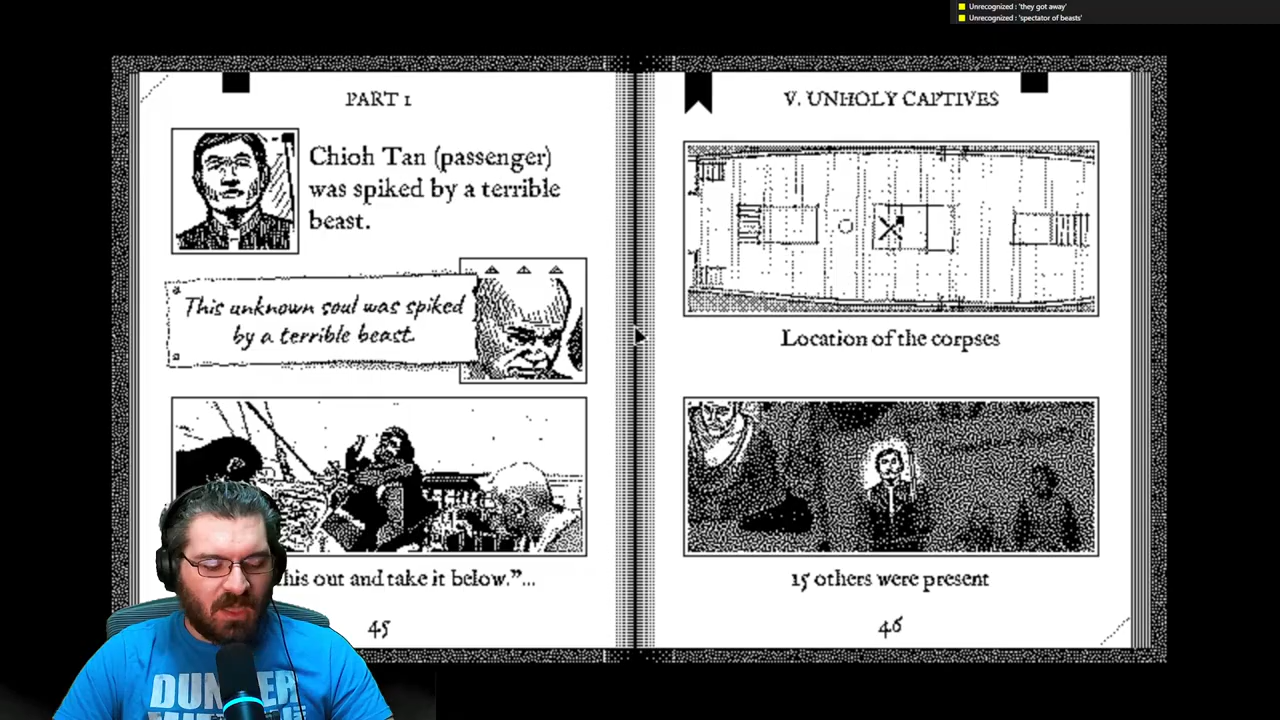 Unrecognized : 'they got away'
Unrecognized : 'spectator of beasts'
PART 1
Chioh Tan (passenger)
was spiked by a terrible
beast.
This unknown soul was spiked
by a terrible beast.
his out and take it below."...
45
V. UNHOLY CAPTIVES
Location of the corpses
15 others were present
46